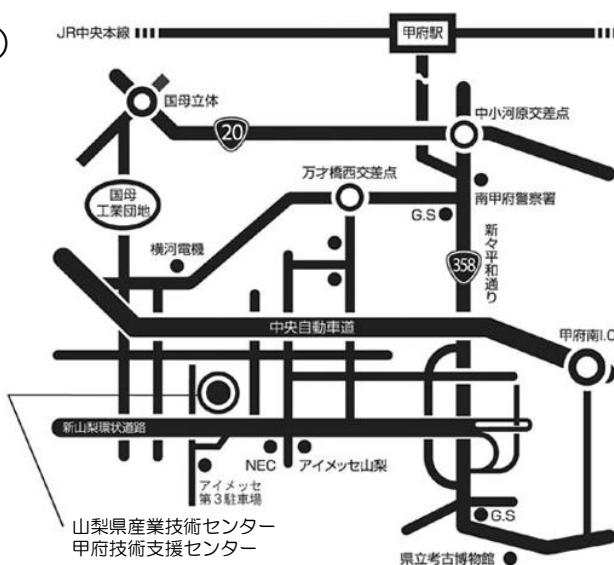 JR中央本線
甲府駅
国母立体
20
中小河原交差点
万才橋西交差点
国母
工業団地
南甲府警察署
G.S
横河電機
358
新々平和通り
中央自動車道
甲府南I.C
新山梨環状道路
NEC
アイメッセ山梨
アイメッセ
第3駐車場
山梨県産業技術センター
甲府技術支援センター
G.S
県立考古博物館